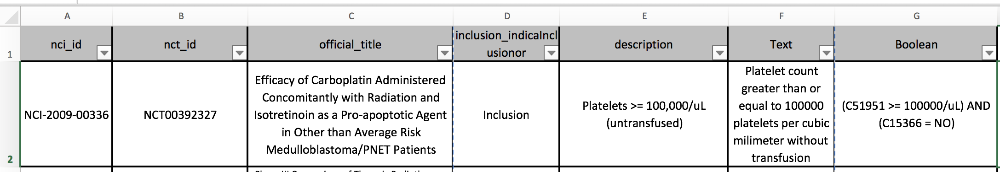 A B C D E F G
1 nci_id nct_id official_title inclusion_indicaIncl
usionor description Text Boolean
2
NCI-2009-00336
NCT00392327
Efficacy of Carboplatin Administered
Concomitantly with Radiation and
Isotretinoin as a Pro-apoptotic Agent
in Other than Average Risk
Medulloblastoma/PNET Patients
Inclusion
Platelets >= 100,000/uL
(untransfused)
Platelet count
greater than or
equal to 100000
platelets per cubic
milimeter without
transfusion
(C51951 >= 100000/uL) AND
(C15366 = NO)